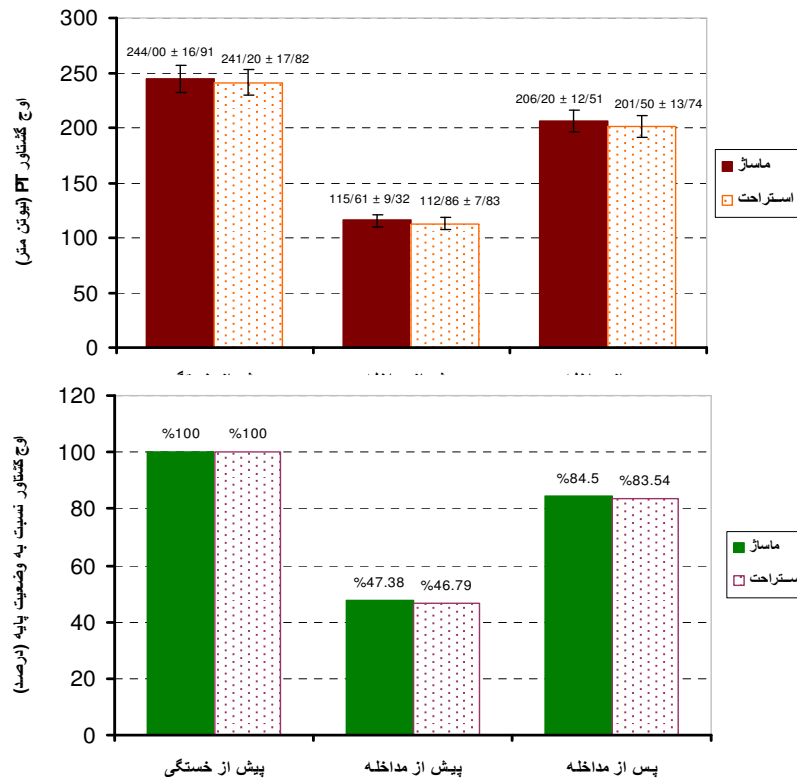 اوج گشتاور PT (نیوتن متر)
300
250
200
150
100
50
0
244/00 ± 16/91
241/20 ± 17/82
115/61 ± 9/32
112/86 ± 7/83
206/20 ± 12/51
201/50 ± 13/74
ماساژ
استراحت
اوج گشتاور نسبت به وضعیت پایه (درصد)
120
100
80
60
40
20
0
%100
%100
%47.38
%46.79
%84.5
%83.54
ماساژ
استراحت
پیش از خستگی
پیش از مداخله
پس از مداخله